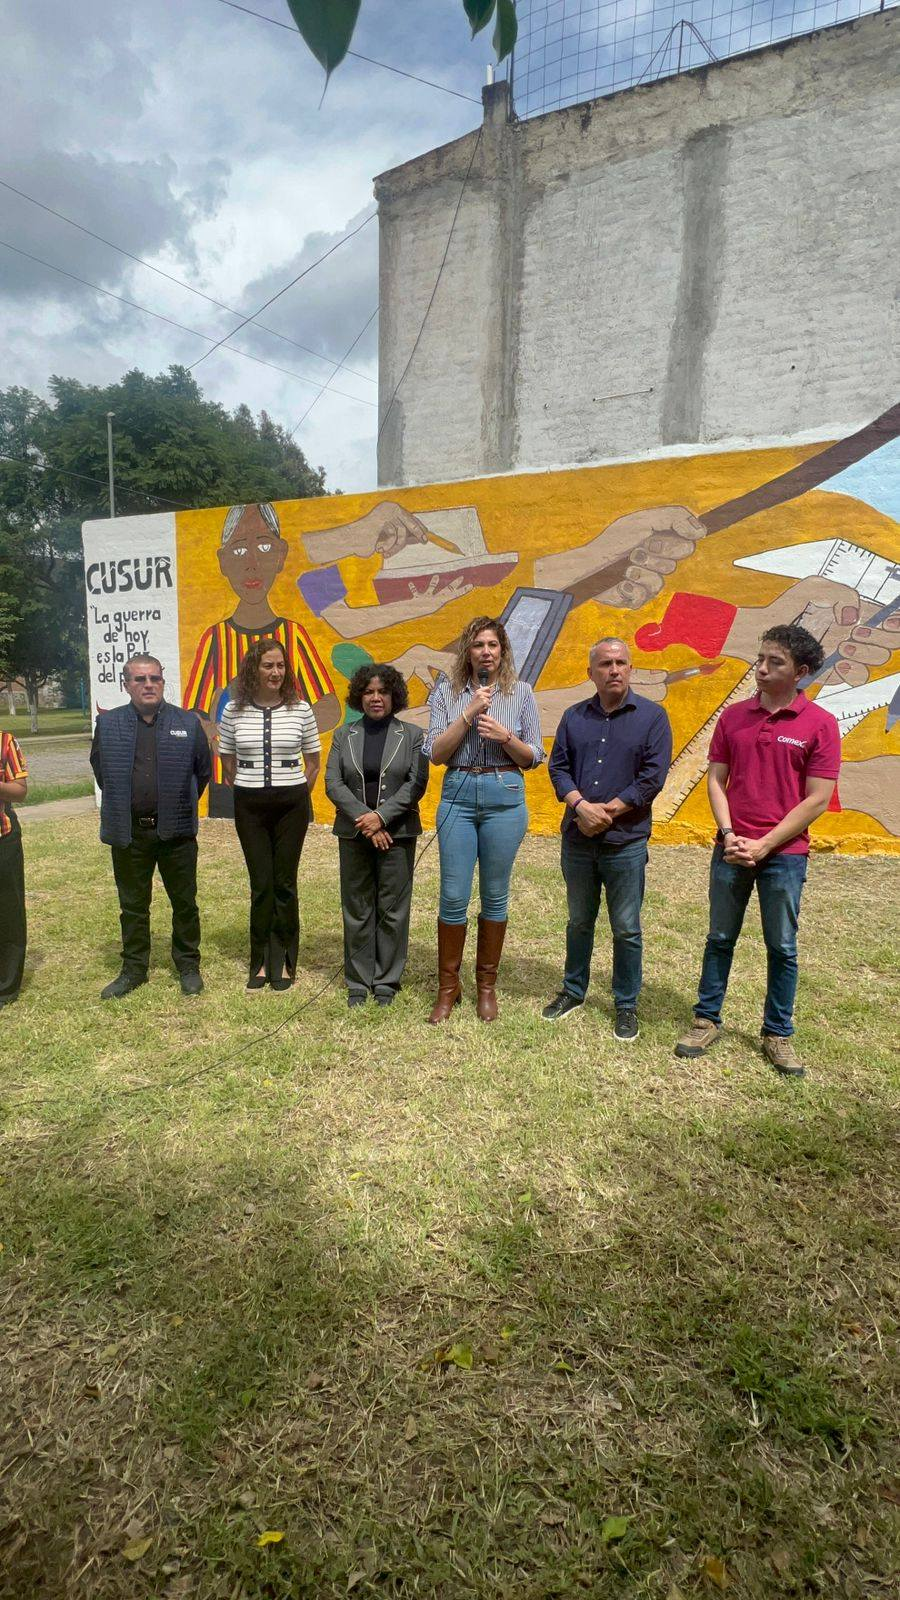 CUSUR
"La guerra
de hoy,
es la Paz
del
CUSUR
Comex